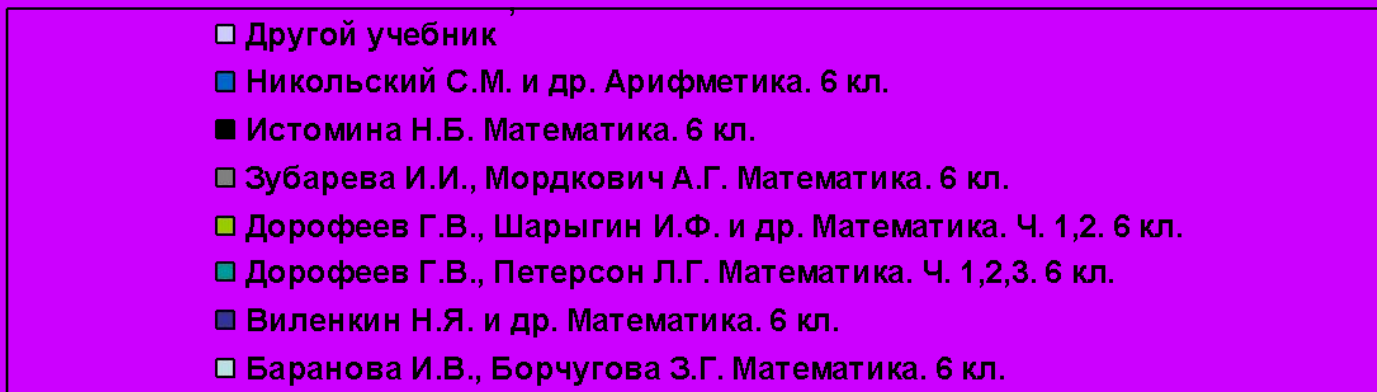 Другой учебник
Никольский С.М. и др. Арифметика. 6 кл.
Истомина Н.Б. Математика. 6 кл.
Зубарева И.И., Мордкович А.Г. Математика. 6 кл.
Дорофеев Г.В., Шарыгин И.Ф. и др. Математика. Ч. 1,2. 6 кл.
Дорофеев Г.В., Петерсон Л.Г. Математика. Ч. 1,2,3. 6 кл.
Виленкин Н.Я. и др. Математика. 6 кл.
Баранова И.В., Борчугова З.Г. Математика. 6 кл.